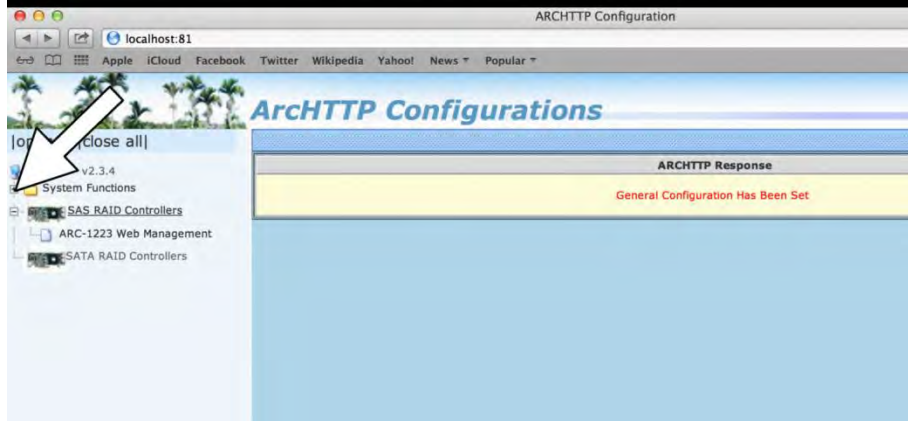 ARCHTTP Configuration
localhost:81
Apple iCloud Facebook Twitter Wikipedia Yahoo! News Popular
ArcHTTP Configurations
close all|
v2.3.4
System Functions
SAS RAID Controllers
ARC-1223 Web Management
SATA RAID Controllers
ARCHTTP Response
General Configuration Has Been Set